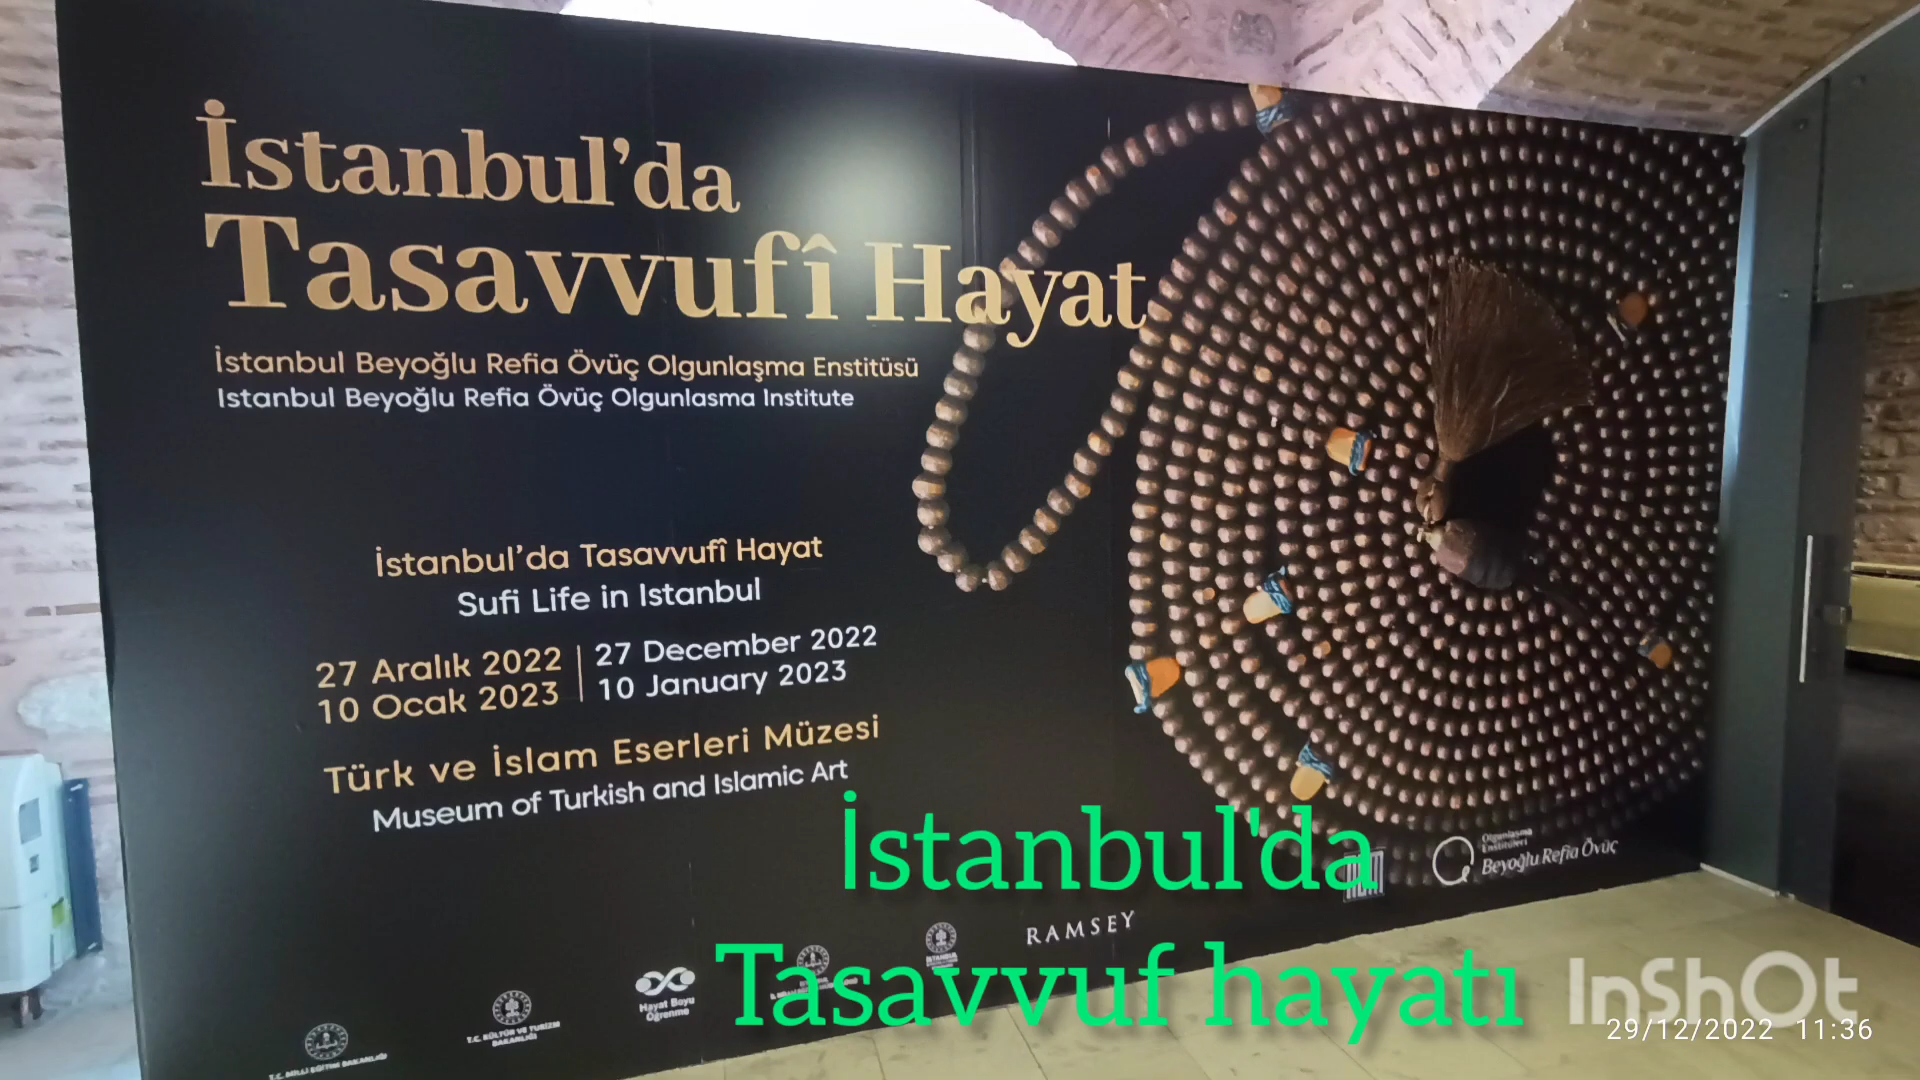 İstanbul'da
Tasavvufî Hayat
İstanbul Beyoğlu Refia Övüç Olgunlaşma Enstitüsü
Istanbul Beyoğlu Refia Övüç Olgunlasma Institute
İstanbul'da Tasavvufî Hayat
Sufi Life in Istanbul
27 Aralık 2022
10 Ocak 2023
27 December 2022
10 January 2023
Türk ve İslam Eserleri Müzesi
Museum of Turkish and Islamic Art
İstanbul'da
Tasavvuf hayatı
Olgunlaşma
Enstitüleri
Beyoğlu Refia Övüç
RAMSEY
Hayat Boyu
Öğrenme
T.C. KÜLTÜR VE TURİZM
BAKANLIĞI
T.C. MİLLİ EĞİTİM BAKANLIĞI
InShOt
29/12/2022 11:36